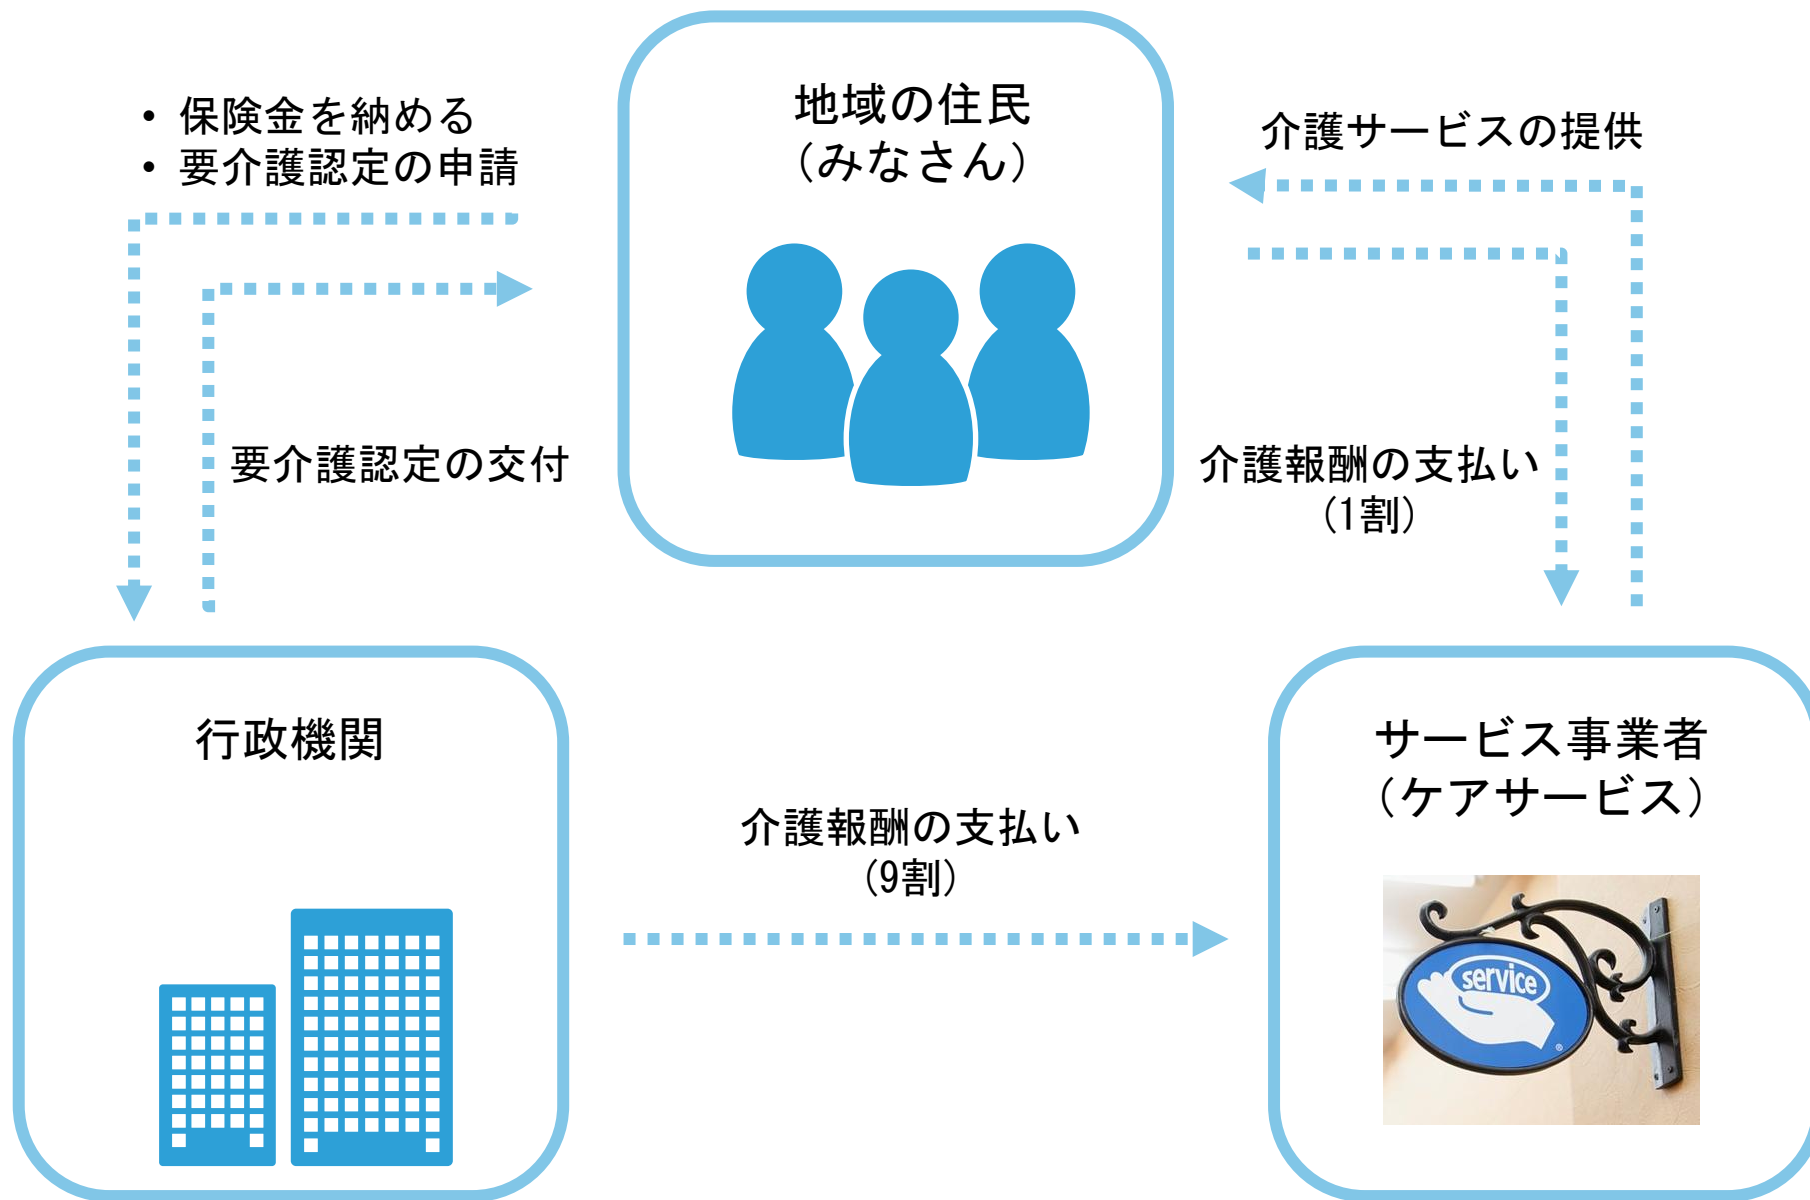 地域の住民
(みなさん)
• 保険金を納める
• 要介護認定の申請
介護サービスの提供
要介護認定の交付
介護報酬の支払い
(1割)
行政機関
サービス事業者
(ケアサービス)
介護報酬の支払い
(9割)
service
®